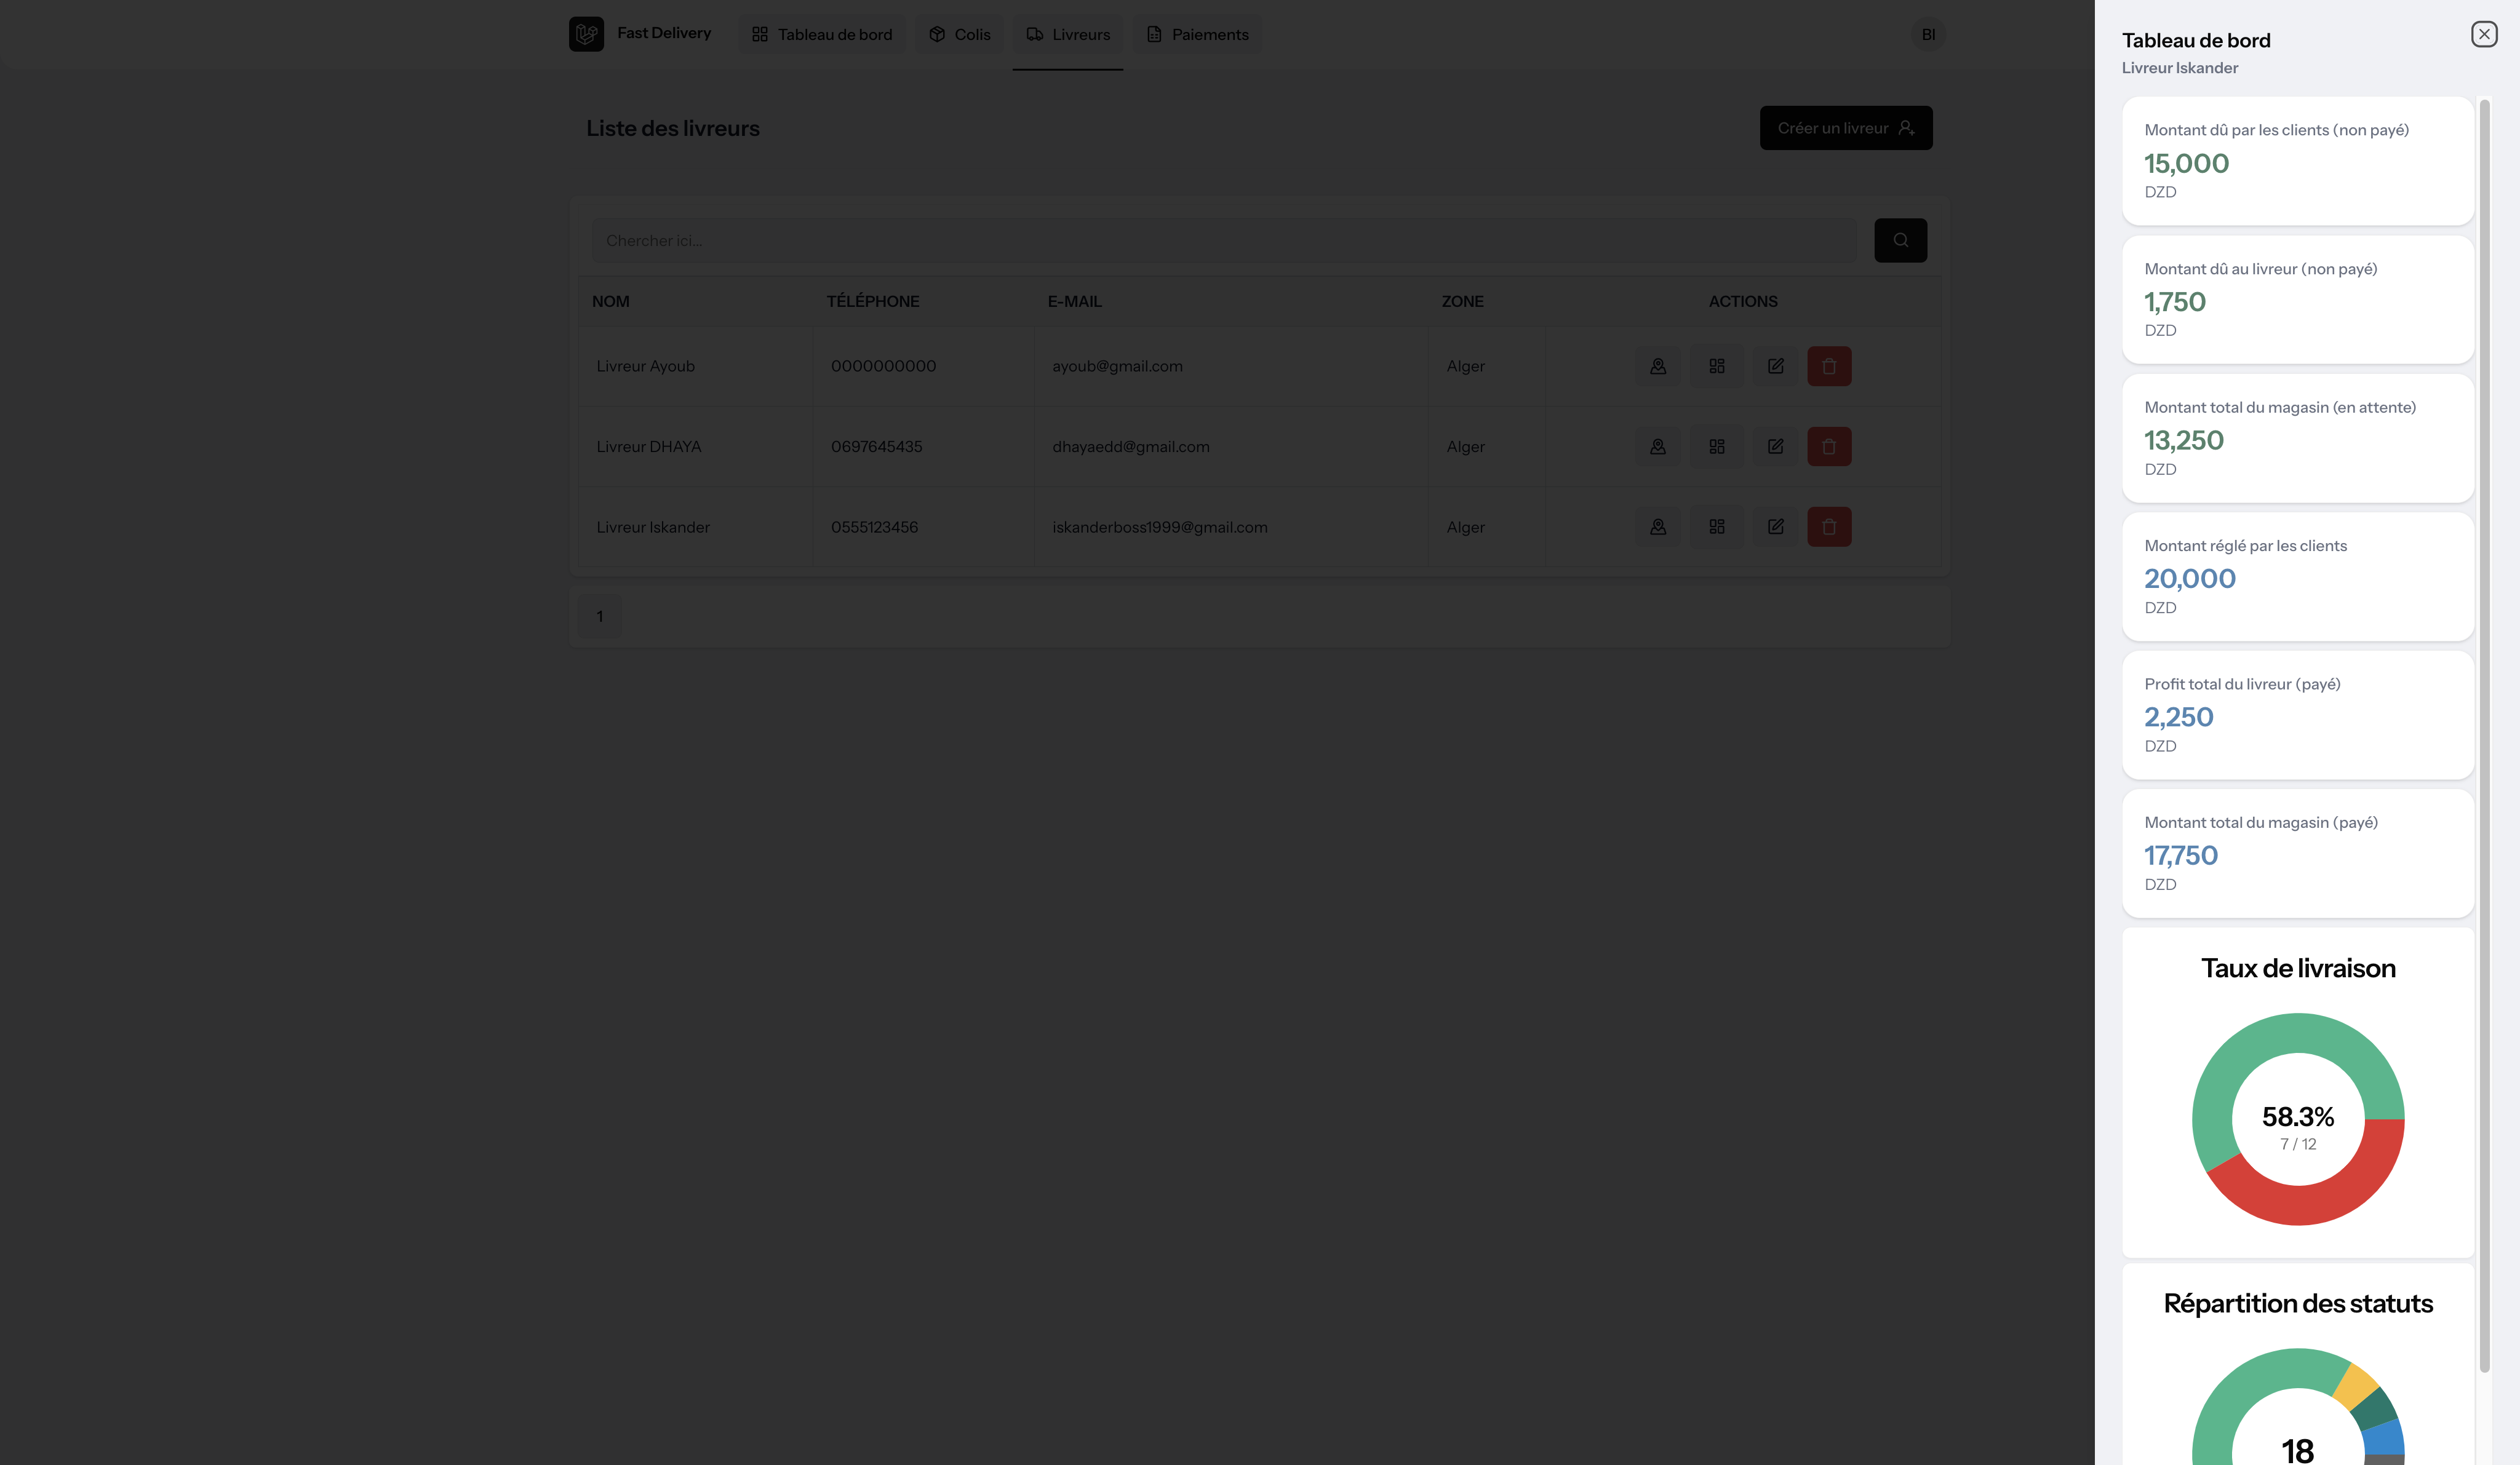 Fast Delivery
Tableau de bord
Colis
Livreurs
Paiements
BI
Liste des livreurs
Créer un livreur
Chercher ici...
NOM TÉLÉPHONE E-MAIL ZONE ACTIONS
Livreur Ayoub 0000000000 ayoub@gmail.com Alger
Livreur DHAYA 0697645435 dhayaedd@gmail.com Alger
Livreur Iskander 0555123456 iskanderboss1999@gmail.com Alger
1
Tableau de bord
Livreur Iskander
Montant dû par les clients (non payé)
15,000
DZD
Montant dû au livreur (non payé)
1,750
DZD
Montant total du magasin (en attente)
13,250
DZD
Montant réglé par les clients
20,000
DZD
Profit total du livreur (payé)
2,250
DZD
Montant total du magasin (payé)
17,750
DZD
Taux de livraison
58.3%
7 / 12
Répartition des statuts
18